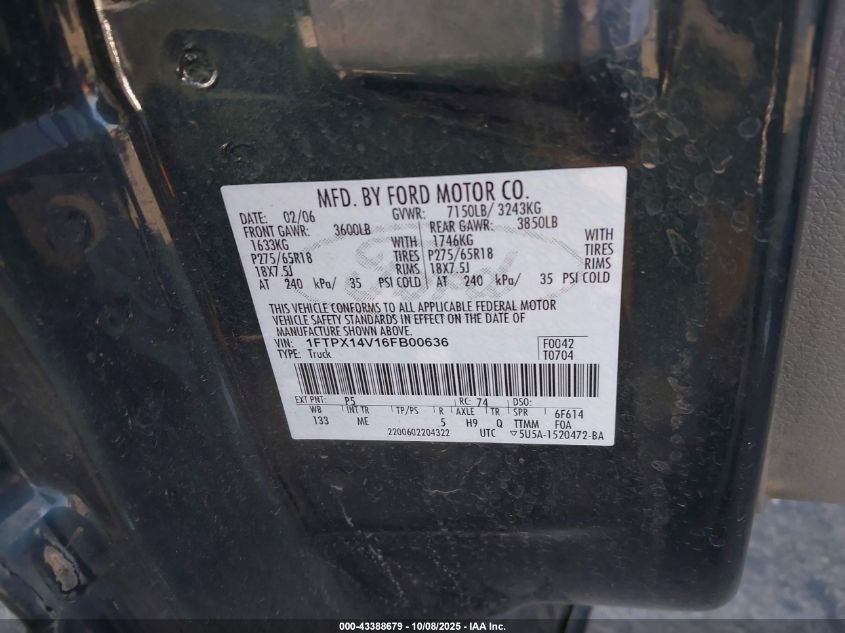 MFD. BY FORD MOTOR CO.
DATE: 02/06 GVWR: 7150LB/ 3243KG
FRONT GAWR: 3600LB REAR GAWR: 3850LB
1633KG WITH 1746KG WITH
P275/65R18 TIRES P275/65R18 TIRES
18X7.5J RIMS 18X7.5J RIMS
AT 240 kPa/ 35 PSI COLD AT 240 kPa/ 35 PSI COLD
THIS VEHICLE CONFORMS TO ALL APPLICABLE FEDERAL MOTOR
VEHICLE SAFETY STANDARDS IN EFFECT ON THE DATE OF
MANUFACTURE SHOWN ABOVE.
VIN: 1FTPX14V16FB00636 F0042
TYPE: Truck T0704
EXT PNT: P5 RC: 74 DSO:
WB INT TR TP/PS R AXLE TR SPR 6F614
133 ME 5 H9 Q TTMM FOA
2200602204322 UTC ▽5U5A-1520472-BA
Ford
000-43388679 - 10/08/2025 - IAA Inc.